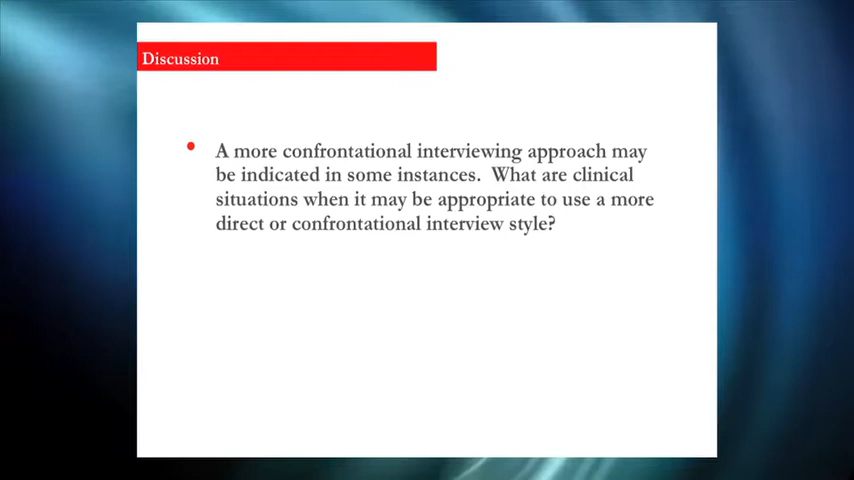 Discussion
• A more confrontational interviewing approach may
be indicated in some instances.  What are clinical
situations when it may be appropriate to use a more
direct or confrontational interview style?